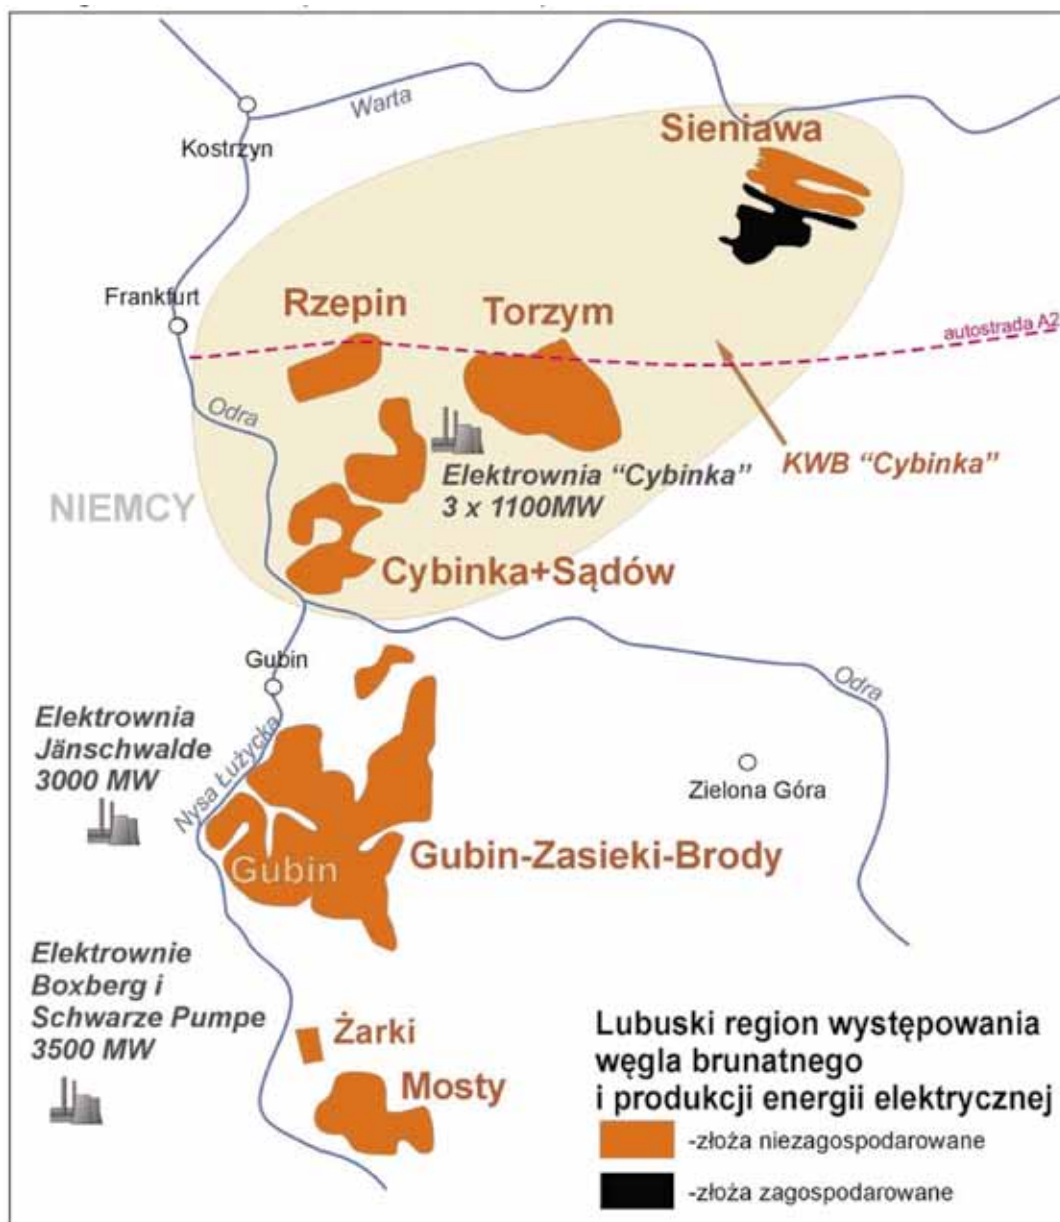 Warta
Sieniawa
Kostrzyn
Frankfurt
Rzepin
Torzym
autostrada A2
Odra
KWB “Cybinka”
Elektrownia “Cybinka”
3 x 1100MW
NIEMCY
Cybinka+Sądów
Gubin
Odra
Elektrownia
Jänschwalde
3000 MW
Nysa Łużycka
Zielona Góra
Gubin-Zasieki-Brody
Gubin
Elektrownie
Boxberg i
Schwarze Pumpe
3500 MW
Żarki
Mosty
Lubuski region występowania
węgla brunatnego
i produkcji energii elektrycznej
-złoża niezagospodarowane
-złoża zagospodarowane